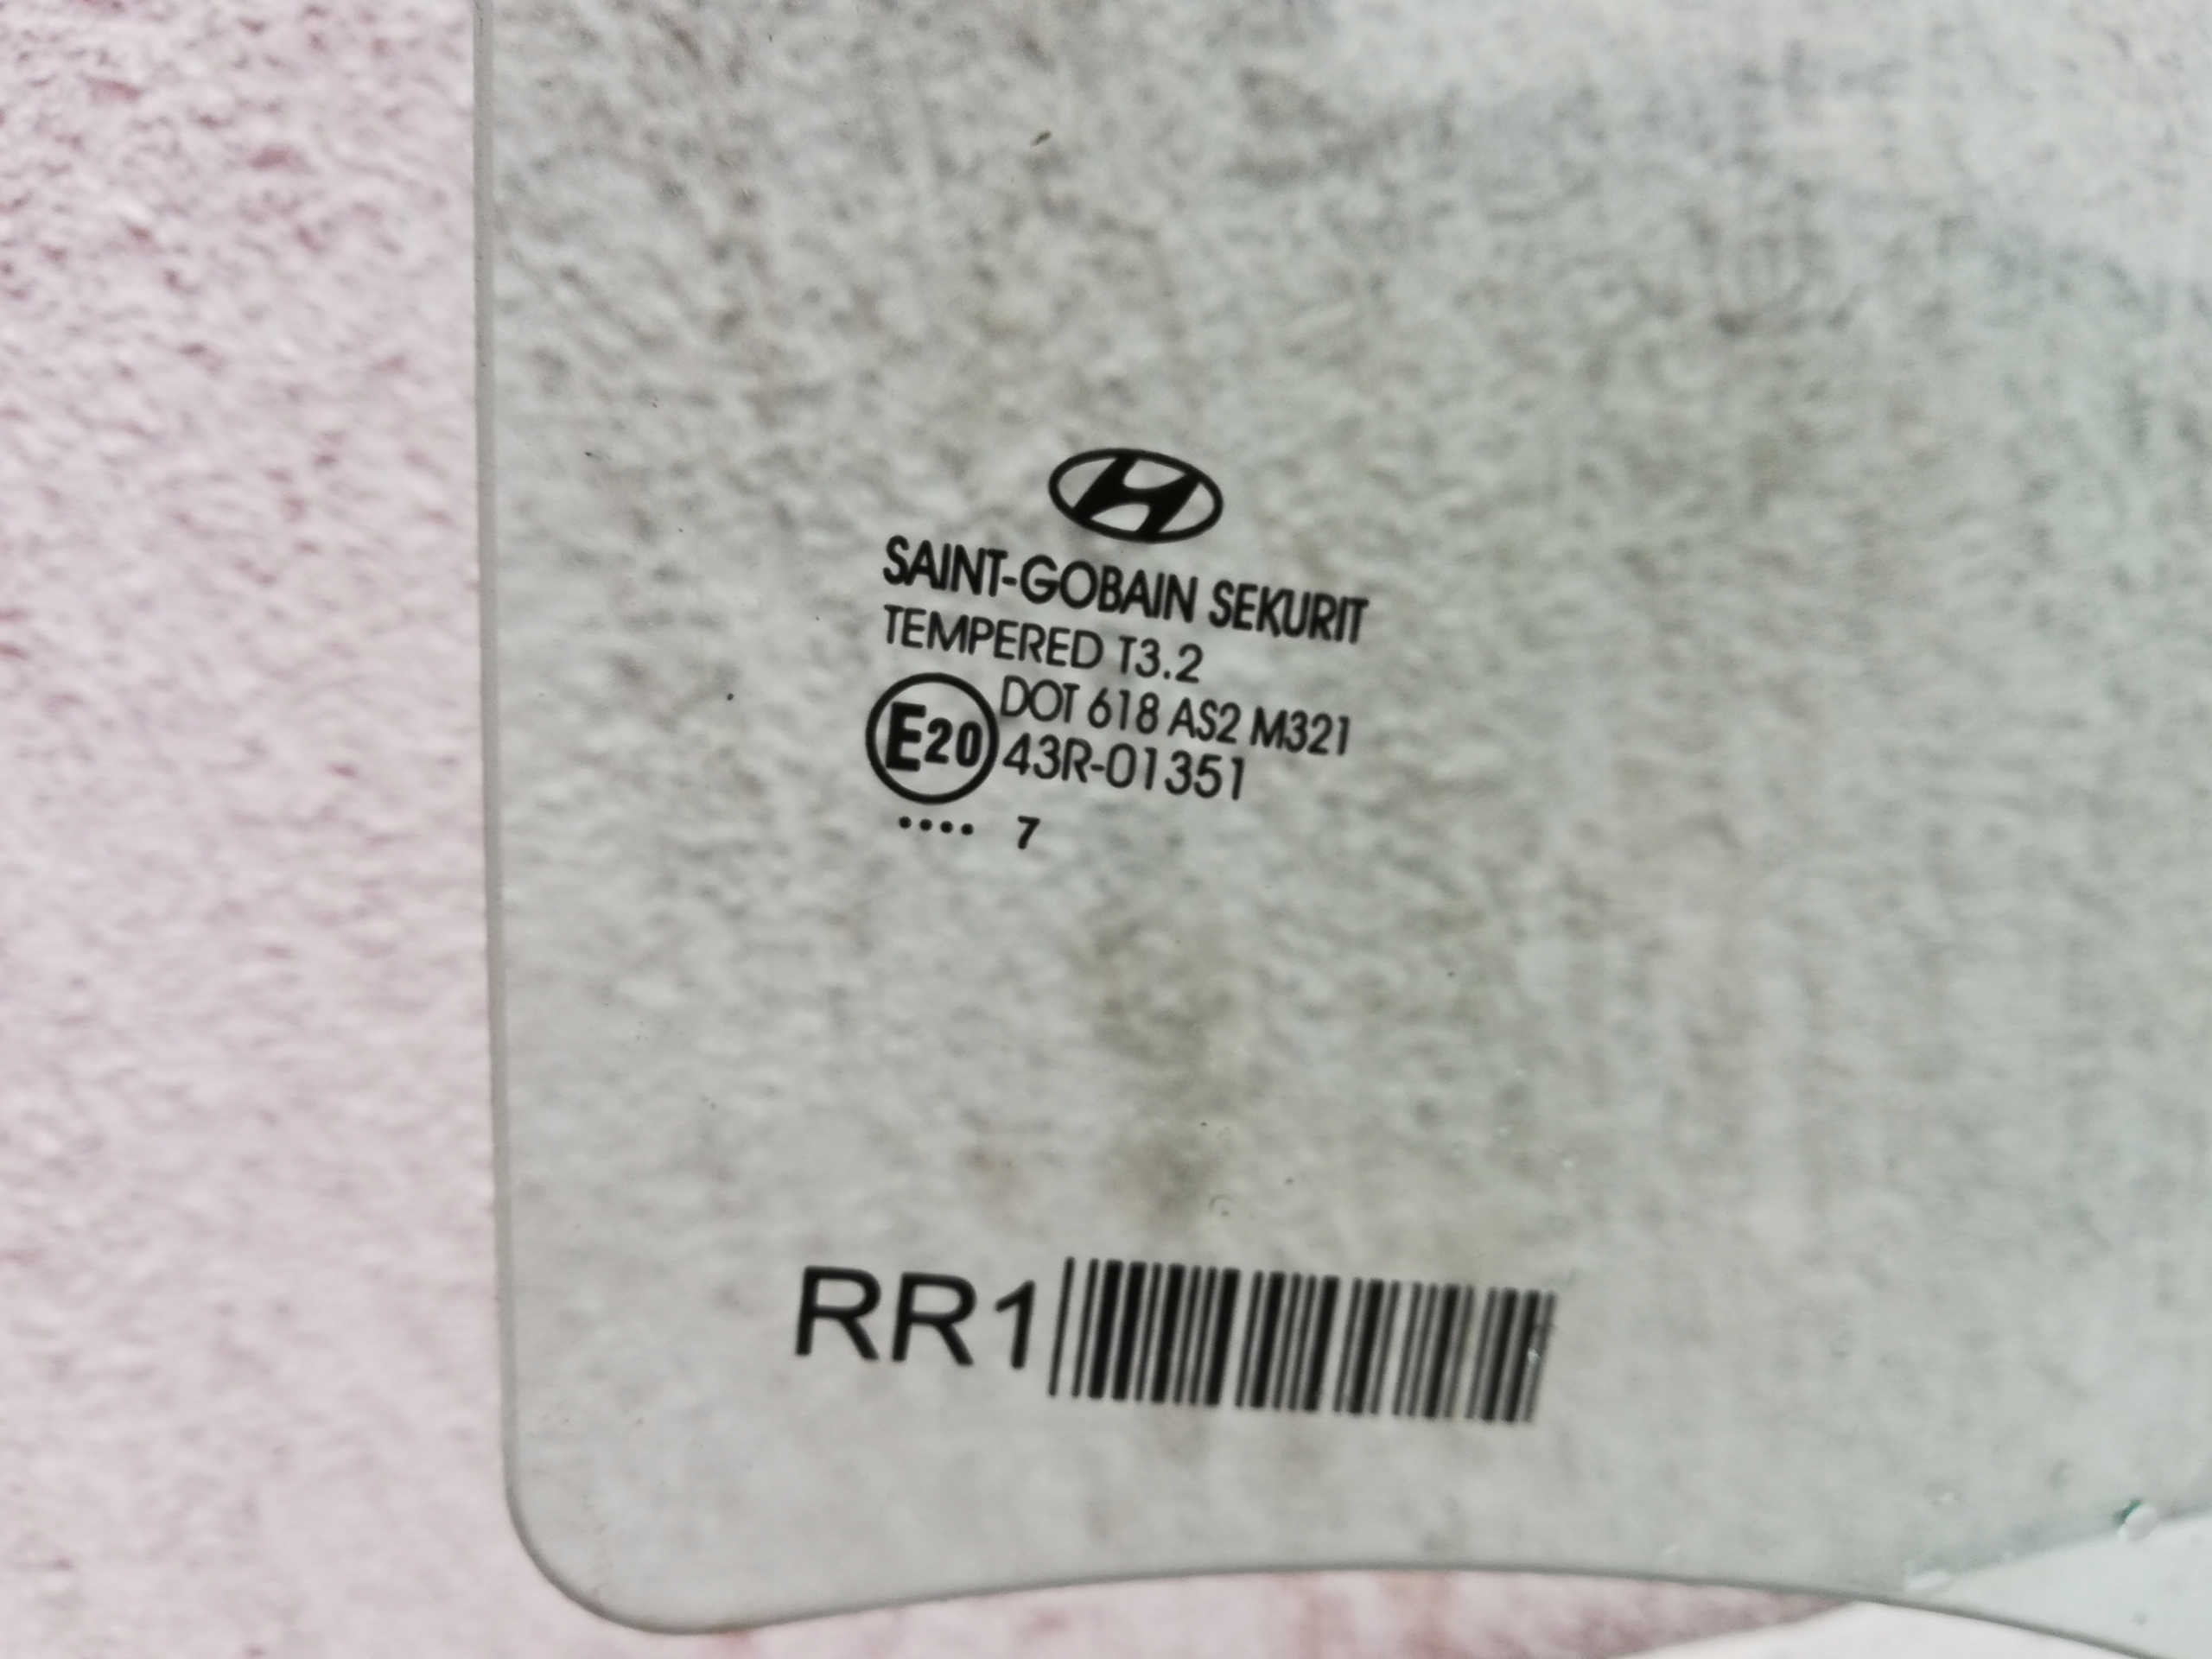 SAINT-GOBAIN SEKURIT
TEMPERED T3.2
DOT 618 AS2 M321
E20 43R-01351
.... 7
RR1